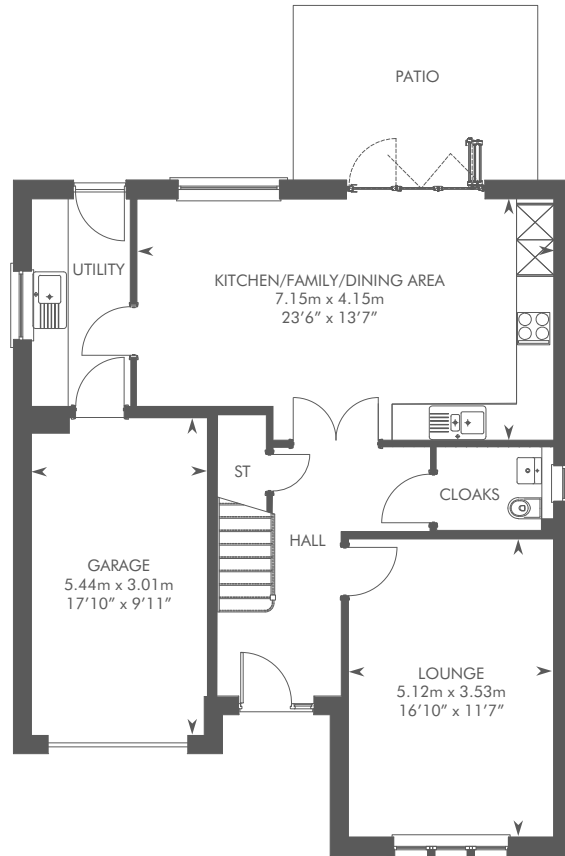 PATIO
UTILITY
KITCHEN/FAMILY/DINING AREA
7.15m x 4.15m
23’6” x 13’7”
ST
CLOAKS
HALL
GARAGE
5.44m x 3.01m
17’10” x 9’11”
LOUNGE
5.12m x 3.53m
16’10” x 11’7”